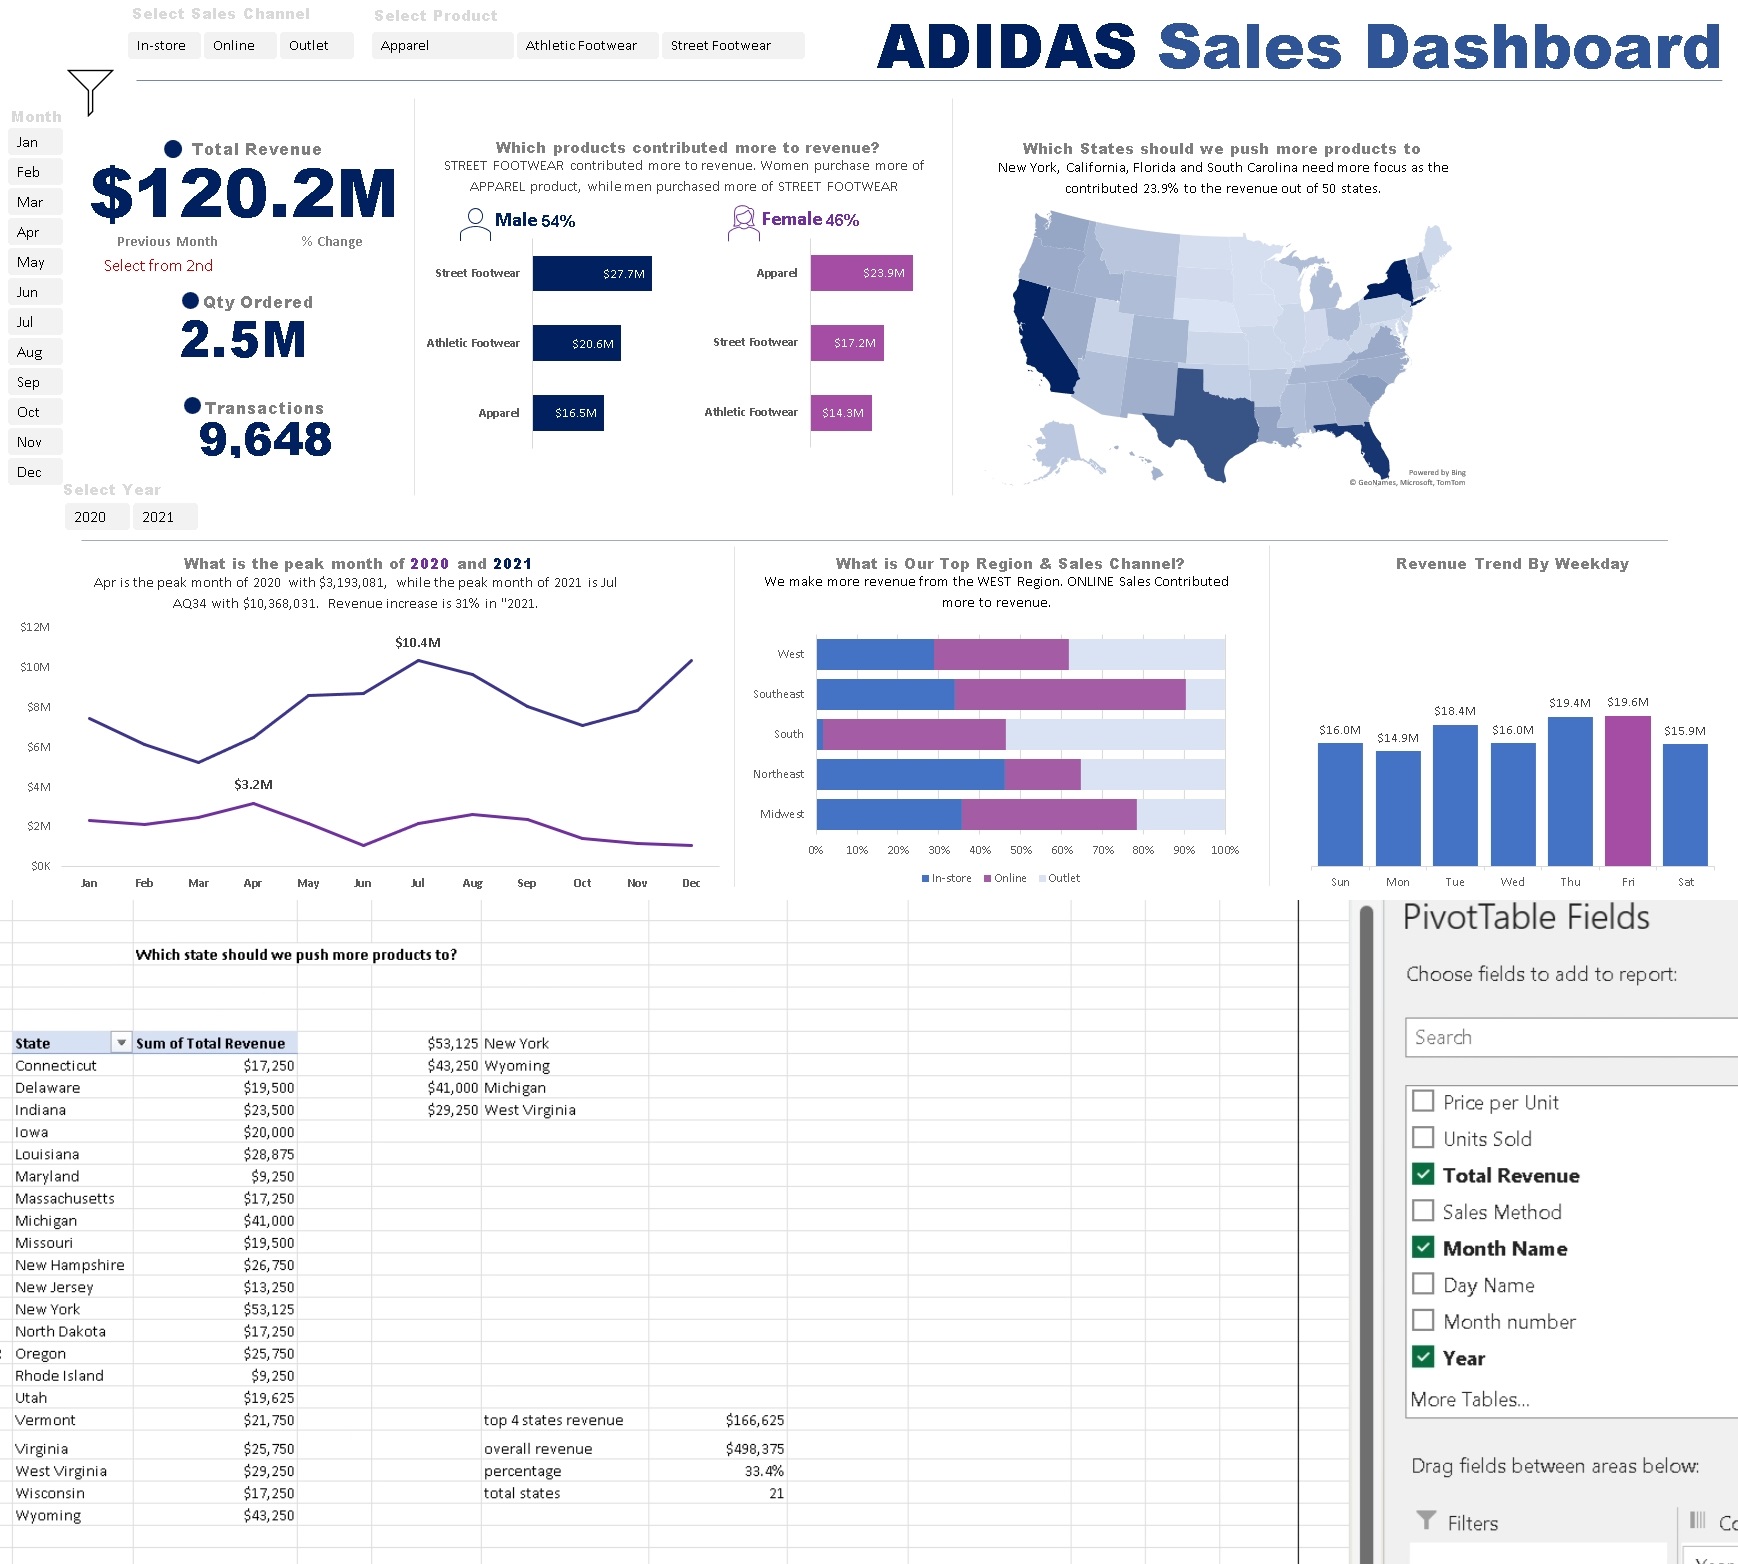 Select Sales Channel
Select Product
In-store Online Outlet
Apparel Athletic Footwear Street Footwear
ADIDAS Sales Dashboard
Month
Jan
Feb
Mar
Apr
May
Jun
Jul
Aug
Sep
Oct
Nov
Dec
Total Revenue
$120.2M
Previous Month % Change
Select from 2nd
Qty Ordered
2.5M
Transactions
9,648
Select Year
2020 2021
Which products contributed more to revenue?
STREET FOOTWEAR contributed more to revenue. Women purchase more of
APPAREL product, while men purchased more of STREET FOOTWEAR
Male 54%
Street Footwear $27.7M
Athletic Footwear $20.6M
Apparel $16.5M
Female 46%
Apparel $23.9M
Street Footwear $17.2M
Athletic Footwear $14.3M
Which States should we push more products to
New York, California, Florida and South Carolina need more focus as the
contributed 23.9% to the revenue out of 50 states.
Powered by Bing
© GeoNames, Microsoft, TomTom
What is the peak month of 2020 and 2021
Apr is the peak month of 2020 with $3,193,081, while the peak month of 2021 is Jul
AQ34 with $10,368,031. Revenue increase is 31% in "2021.
$12M
$10M
$8M
$6M
$4M
$2M
$0K
$10.4M
$3.2M
Jan Feb Mar Apr May Jun Jul Aug Sep Oct Nov Dec
What is Our Top Region & Sales Channel?
We make more revenue from the WEST Region. ONLINE Sales Contributed
more to revenue.
West
Southeast
South
Northeast
Midwest
0% 10% 20% 30% 40% 50% 60% 70% 80% 90% 100%
In-store Online Outlet
Revenue Trend By Weekday
$16.0M $14.9M $18.4M $16.0M $19.4M $19.6M $15.9M
Sun Mon Tue Wed Thu Fri Sat
Which state should we push more products to?
State Sum of Total Revenue
Connecticut $17,250
Delaware $19,500
Indiana $23,500
Iowa $20,000
Louisiana $28,875
Maryland $9,250
Massachusetts $17,250
Michigan $41,000
Missouri $19,500
New Hampshire $26,750
New Jersey $13,250
New York $53,125
North Dakota $17,250
Oregon $25,750
Rhode Island $9,250
Utah $19,625
Vermont $21,750
Virginia $25,750
West Virginia $29,250
Wisconsin $17,250
Wyoming $43,250
$53,125 New York
$43,250 Wyoming
$41,000 Michigan
$29,250 West Virginia
top 4 states revenue $166,625
overall revenue $498,375
percentage 33.4%
total states 21
PivotTable Fields
Choose fields to add to report:
Search
Price per Unit
Units Sold
Total Revenue
Sales Method
Month Name
Day Name
Month number
Year
More Tables...
Drag fields between areas below:
Filters